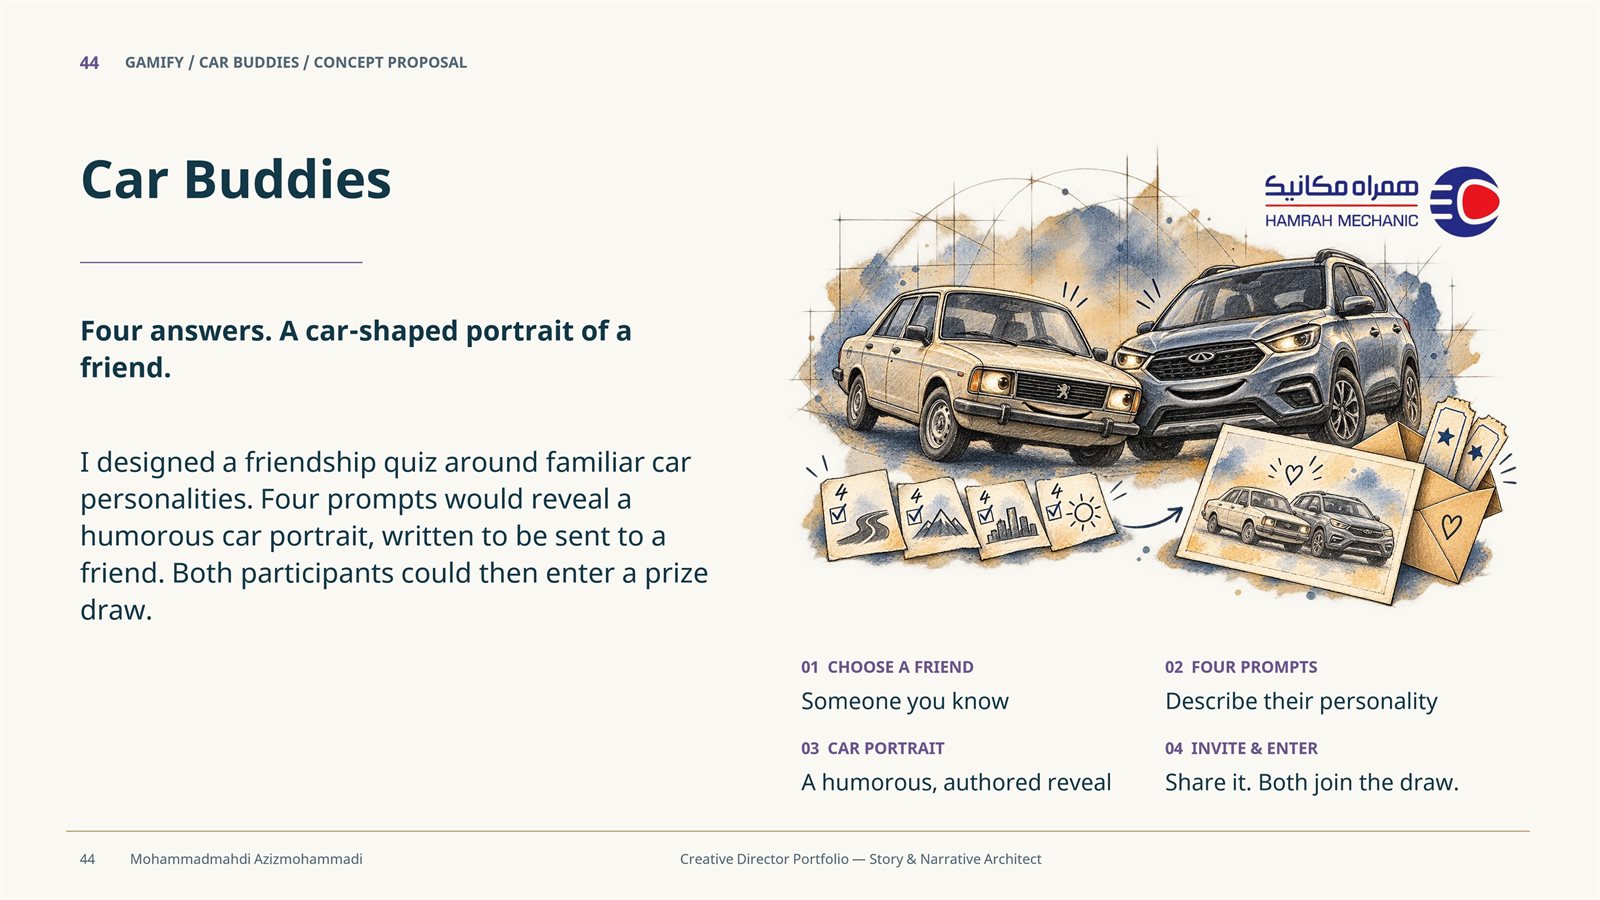 44 GAMIFY / CAR BUDDIES / CONCEPT PROPOSAL
Car Buddies
Four answers. A car-shaped portrait of a
friend.
I designed a friendship quiz around familiar car
personalities. Four prompts would reveal a
humorous car portrait, written to be sent to a
friend. Both participants could then enter a prize
draw.
همراه مکانیک
HAMRAH MECHANIC
4 4 4 4
01 CHOOSE A FRIEND
Someone you know
02 FOUR PROMPTS
Describe their personality
03 CAR PORTRAIT
A humorous, authored reveal
04 INVITE & ENTER
Share it. Both join the draw.
44 Mohammadmahdi Azizmohammadi Creative Director Portfolio — Story & Narrative Architect